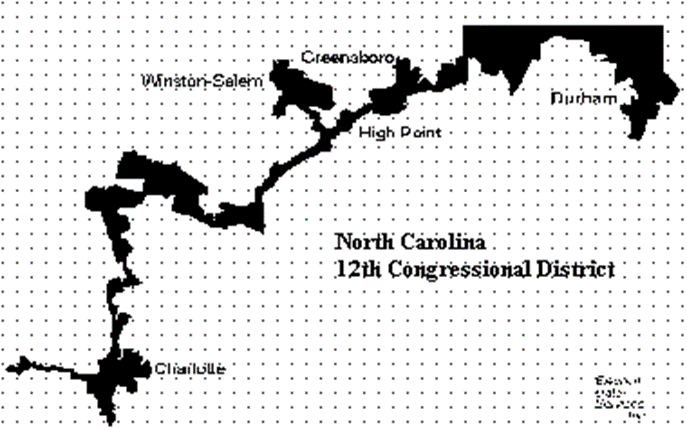 Greensboro
Winston-Salem
Durham
High Point
North Carolina
12th Congressional District
Charlotte